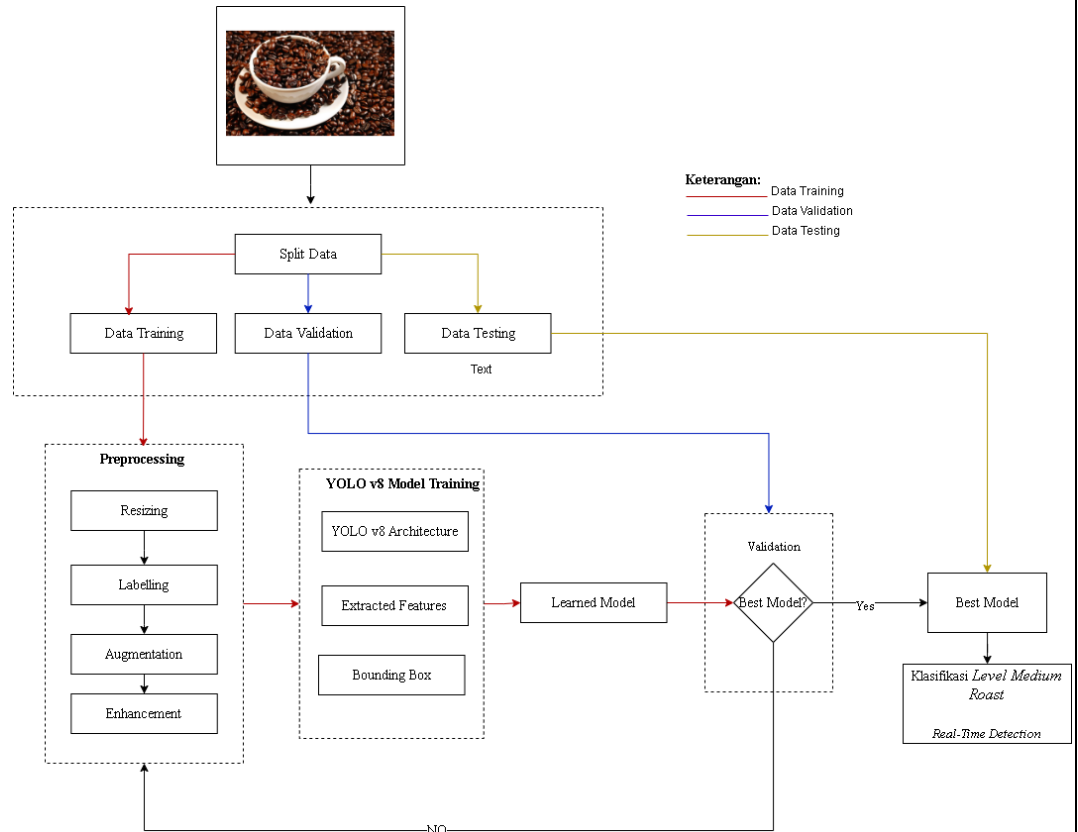 Keterangan:
Data Training
Data Validation
Data Testing
Split Data
Data Training
Data Validation
Data Testing
Text
Preprocessing
Resizing
Labelling
Augmentation
Enhancement
YOLO v8 Model Training
YOLO v8 Architecture
Extracted Features
Bounding Box
Learned Model
Validation
Best Model?
Yes
Best Model
Klasifikasi Level Medium
Roast
Real-Time Detection
NO